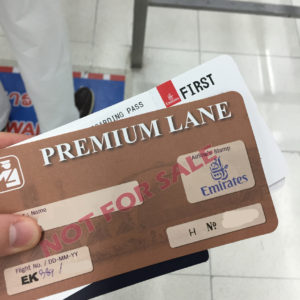 FIRST
BOARDING PASS
PREMIUM LANE
NOT FOR SALE
Airline Stamp
Emirates
Name
Flight No. / DD-MM-YY
EK
H Nº